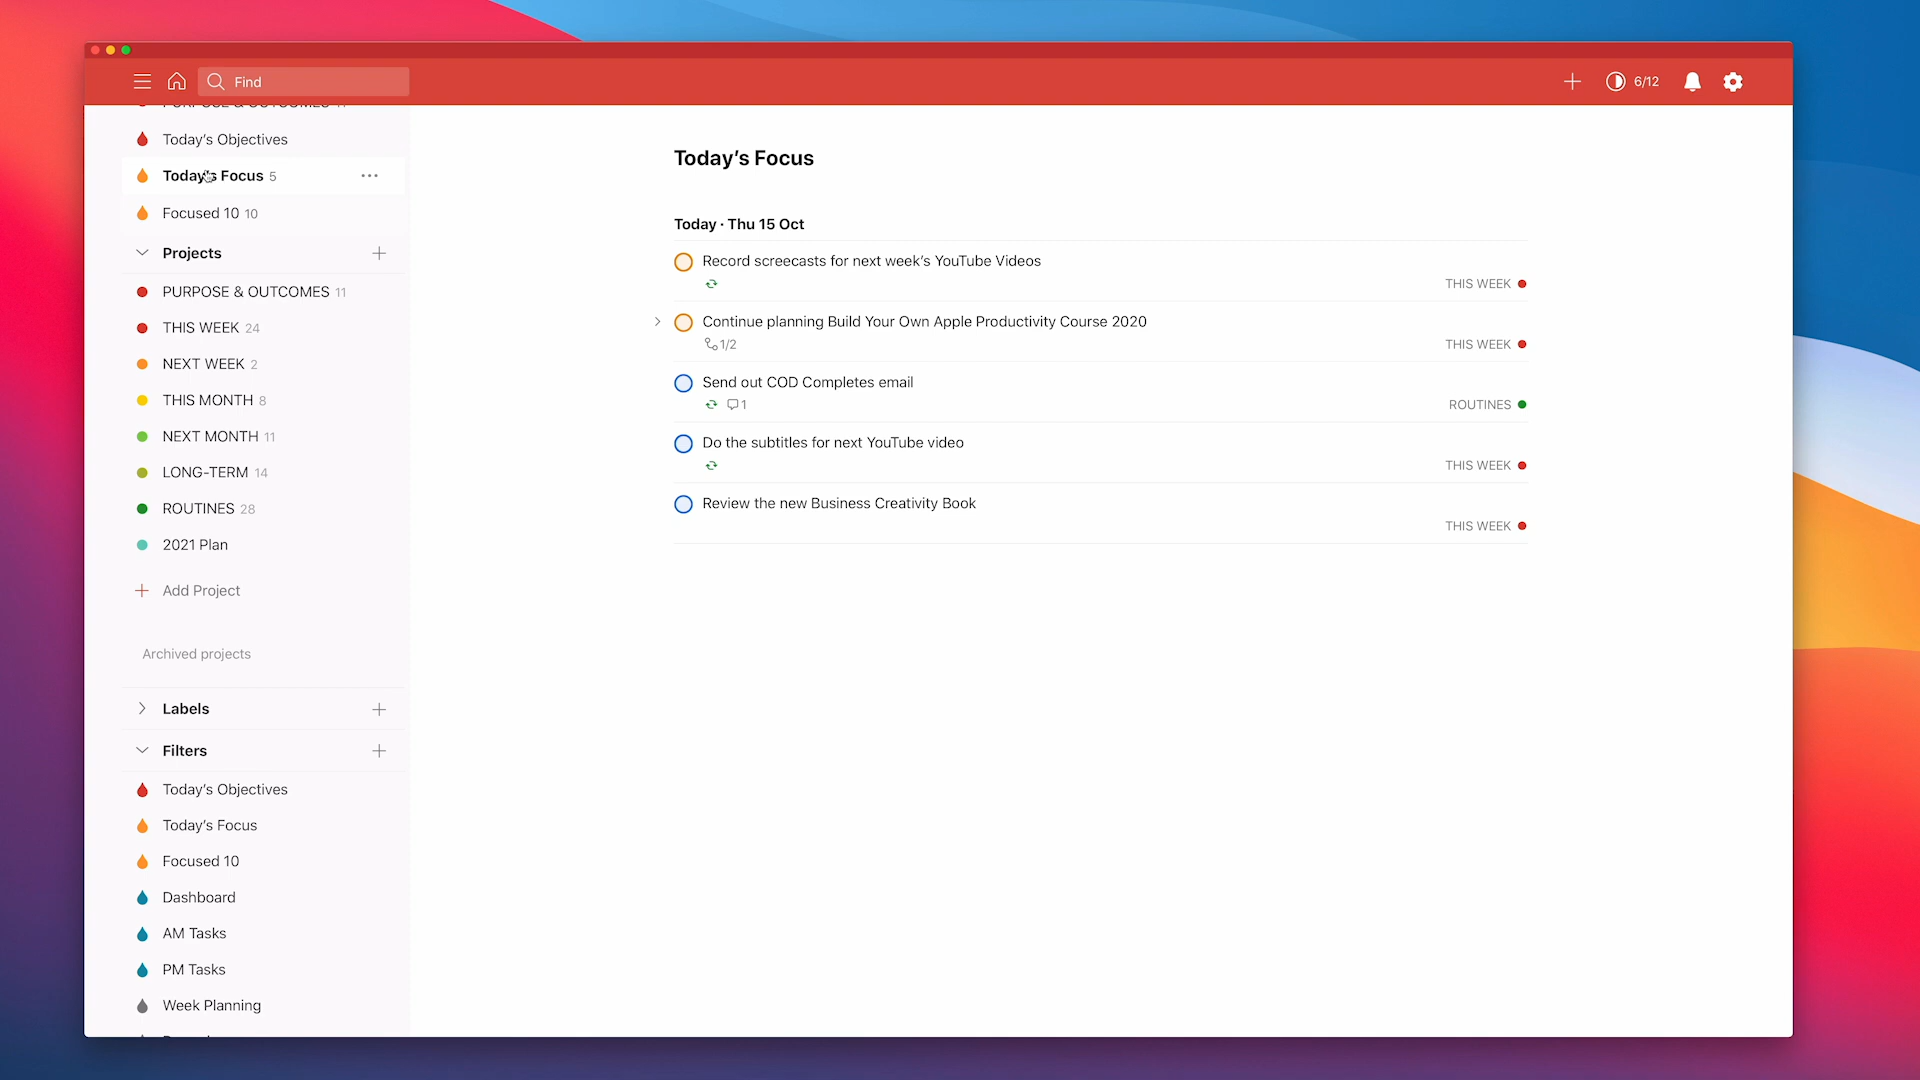 Find
6/12
PURPOSE & OUTCOMES 11
Today's Objectives
Today's Focus 5
Focused 10 10
Projects
PURPOSE & OUTCOMES 11
THIS WEEK 24
NEXT WEEK 2
THIS MONTH 8
NEXT MONTH 11
LONG-TERM 14
ROUTINES 28
2021 Plan
Add Project
Archived projects
Labels
Filters
Today's Objectives
Today's Focus
Focused 10
Dashboard
AM Tasks
PM Tasks
Week Planning
Today's Focus
Today · Thu 15 Oct
Record screecasts for next week's YouTube Videos
THIS WEEK
Continue planning Build Your Own Apple Productivity Course 2020
1/2
THIS WEEK
Send out COD Completes email
1
ROUTINES
Do the subtitles for next YouTube video
THIS WEEK
Review the new Business Creativity Book
THIS WEEK